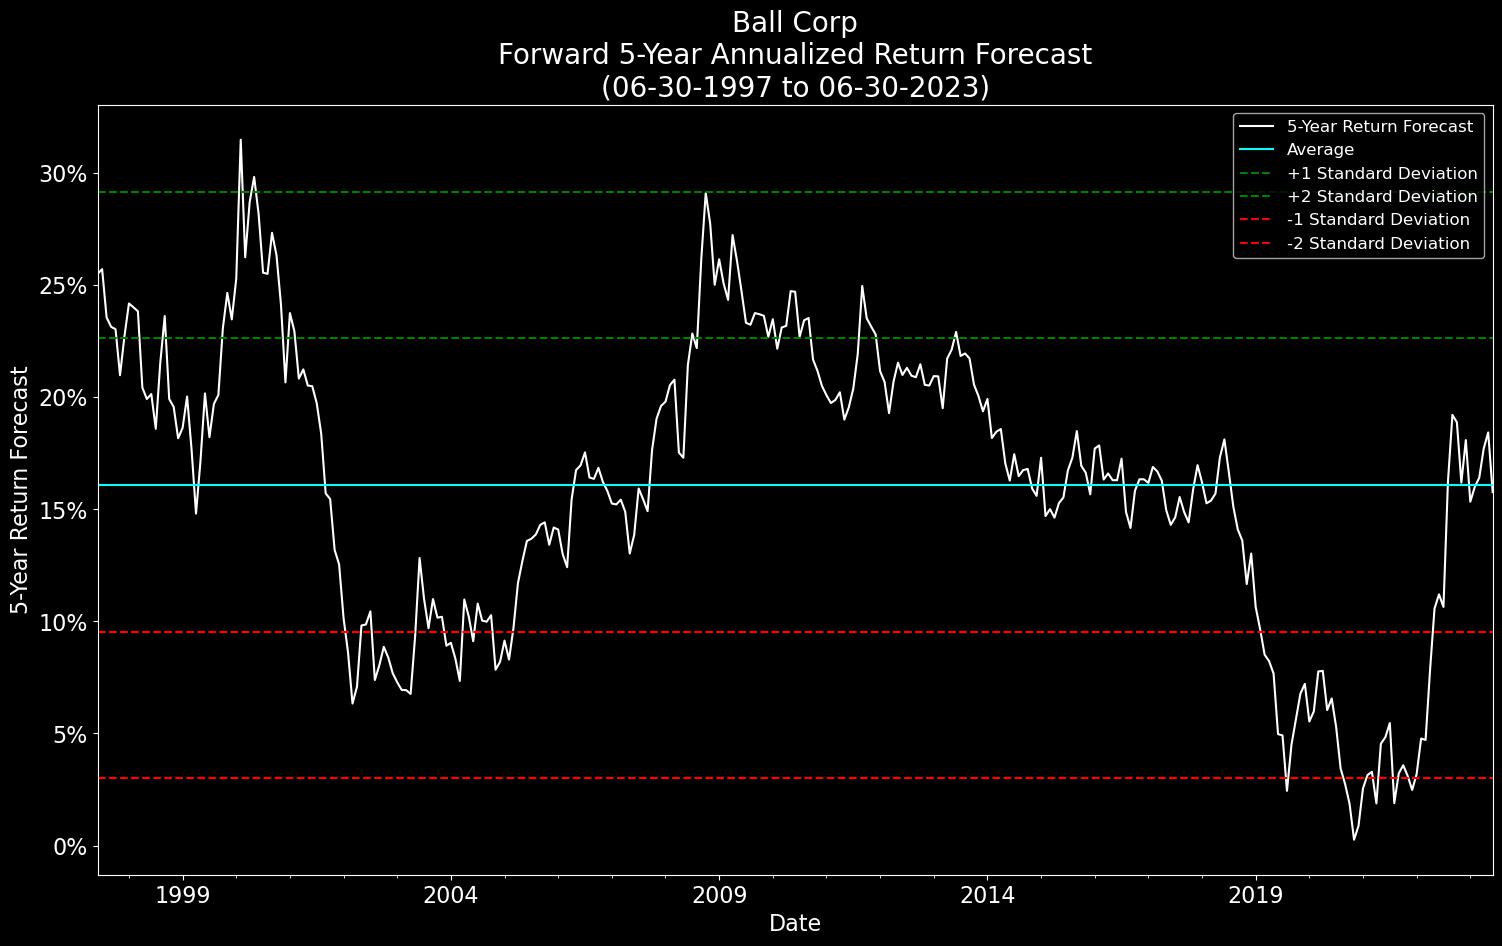 Ball Corp
Forward 5-Year Annualized Return Forecast
(06-30-1997 to 06-30-2023)
5-Year Return Forecast
Average
+1 Standard Deviation
+2 Standard Deviation
-1 Standard Deviation
-2 Standard Deviation
30%
25%
20%
15%
10%
5%
0%
5-Year Return Forecast
1999
2004
2009
2014
2019
Date